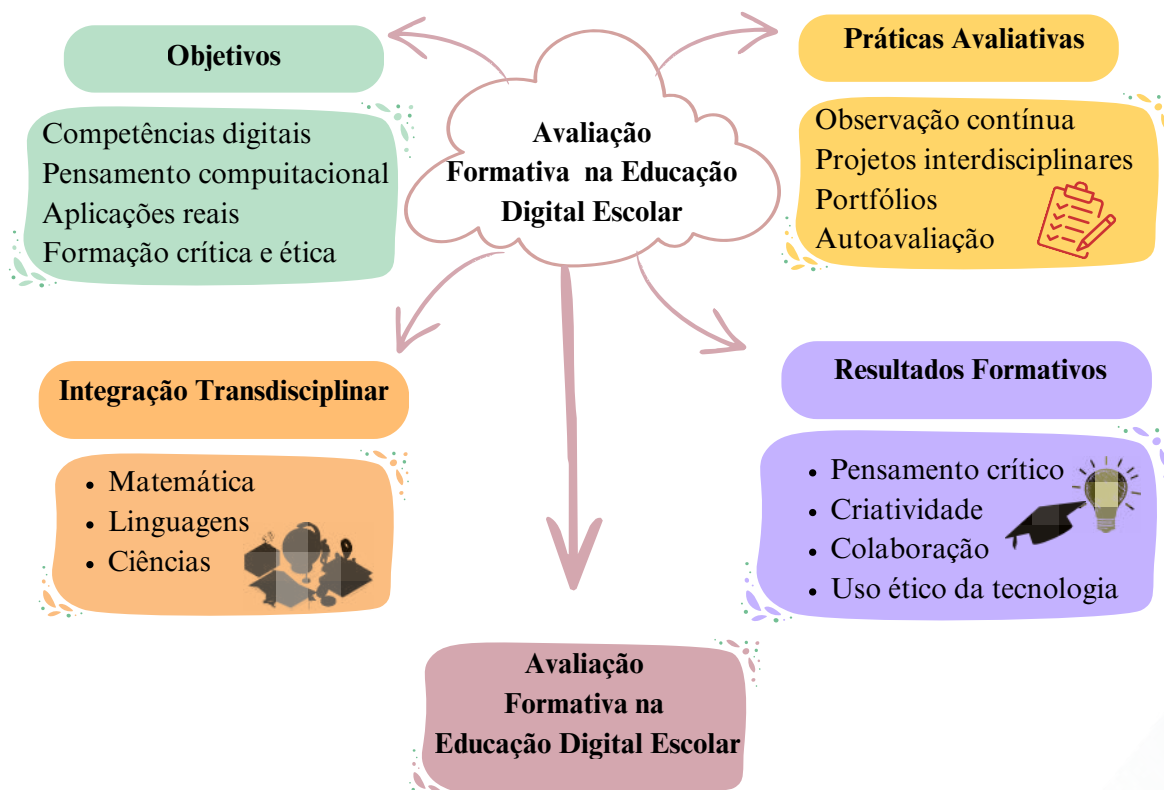 Objetivos
Competências digitais
Pensamento compuitacional
Aplicações reais
Formação crítica e ética
Avaliação
Formativa na Educação
Digital Escolar
Práticas Avaliativas
Observação contínua
Projetos interdisciplinares
Portfólios
Autoavaliação
Integração Transdisciplinar
• Matemática
• Linguagens
• Ciências
Resultados Formativos
• Pensamento crítico
• Criatividade
• Colaboração
• Uso ético da tecnologia
Avaliação
Formativa na
Educação Digital Escolar